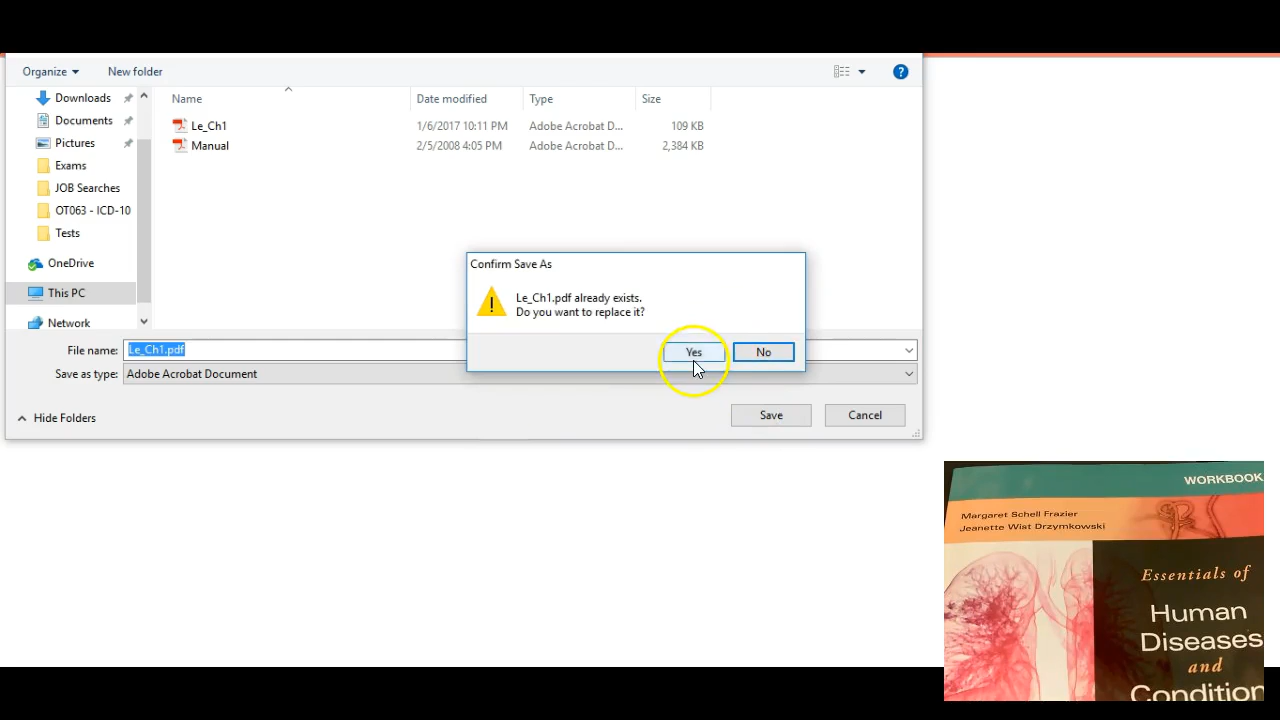 Organize
New folder
Name
Date modified
Type
Size
Downloads
Documents
Pictures
Exams
JOB Searches
OT063 - ICD-10
Tests
OneDrive
This PC
Network
Le_Ch1 1/6/2017 10:11 PM Adobe Acrobat D... 109 KB
Manual 2/5/2008 4:05 PM Adobe Acrobat D... 2,384 KB
Confirm Save As
Le_Ch1.pdf already exists.
Do you want to replace it?
Yes
No
File name: Le_Ch1.pdf
Save as type: Adobe Acrobat Document
Hide Folders
Save
Cancel
WORKBOOK
Margaret Schell Frazier
Jeanette Wist Drzymkowski
Essentials of
Human
Diseases
and
Condition